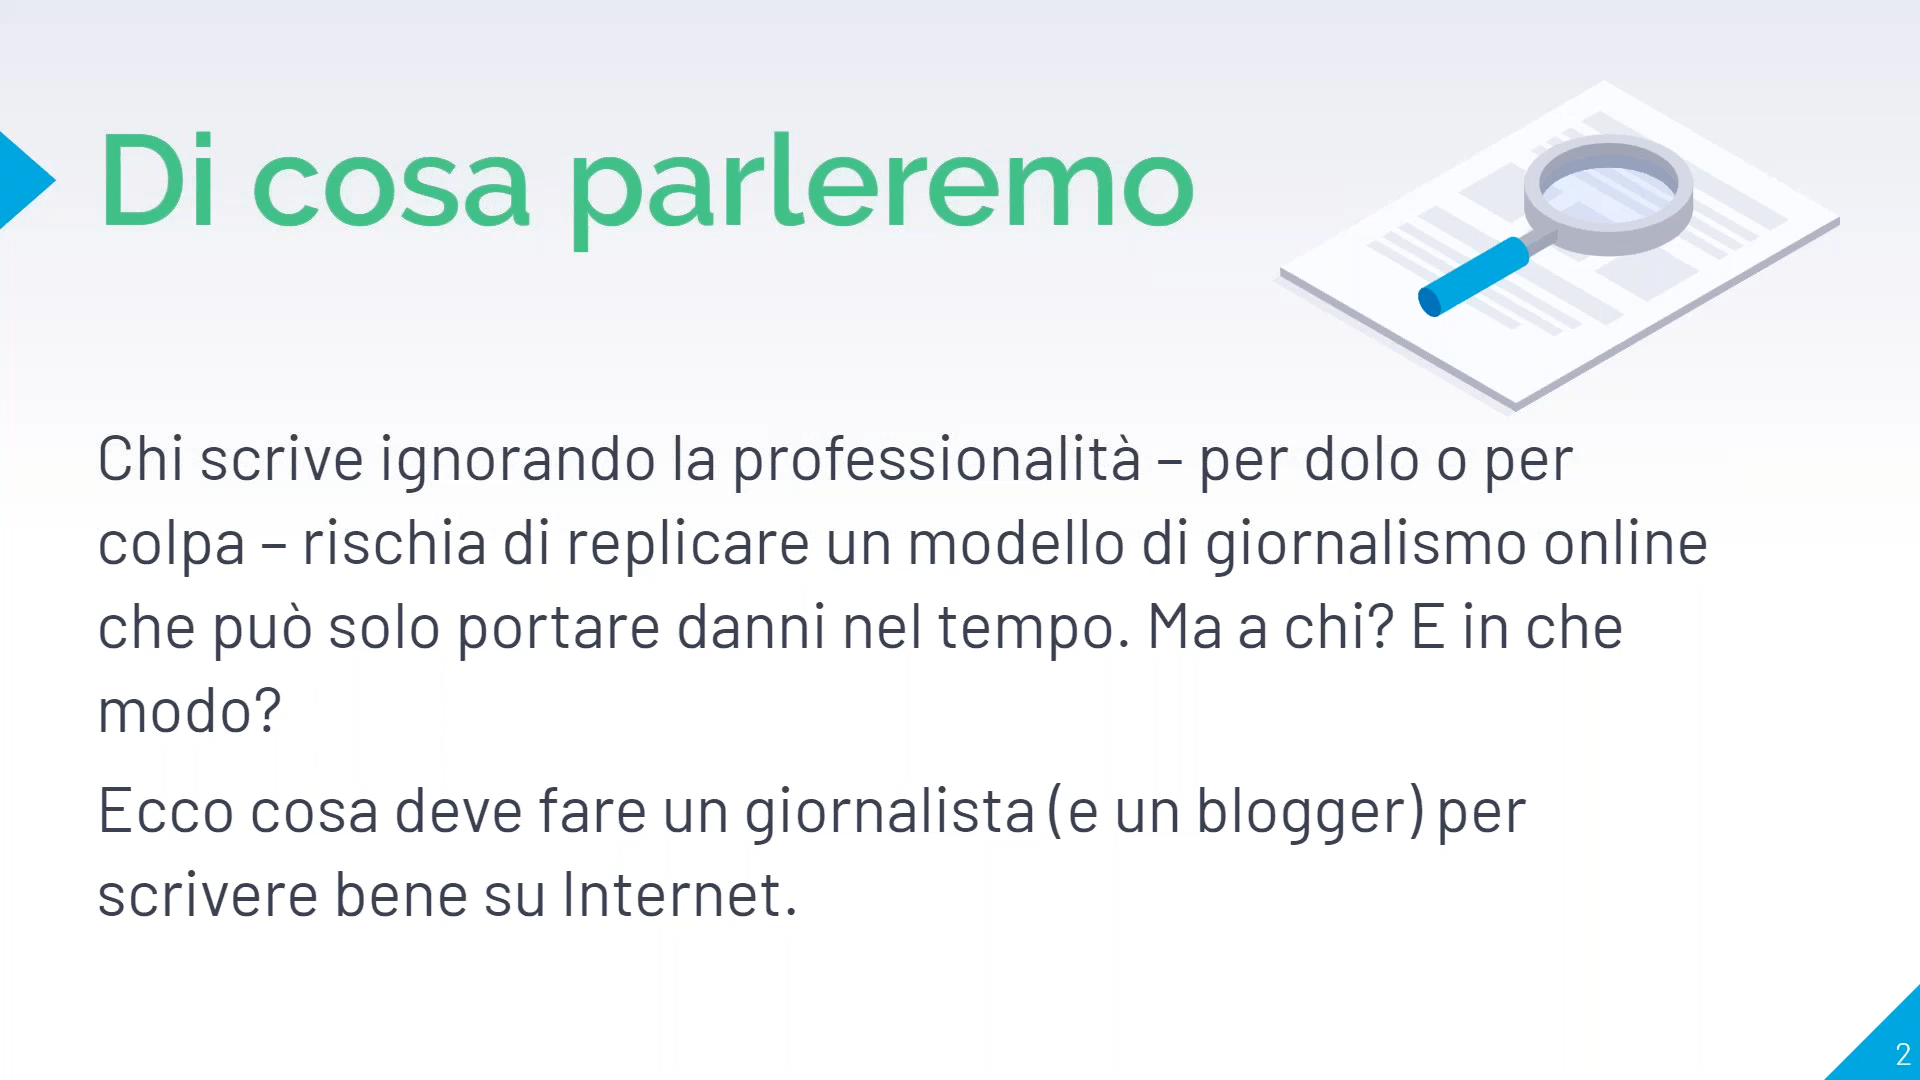 Di cosa parleremo
Chi scrive ignorando la professionalità – per dolo o per
colpa – rischia di replicare un modello di giornalismo online
che può solo portare danni nel tempo. Ma a chi? E in che
modo?
Ecco cosa deve fare un giornalista (e un blogger) per
scrivere bene su Internet.
2